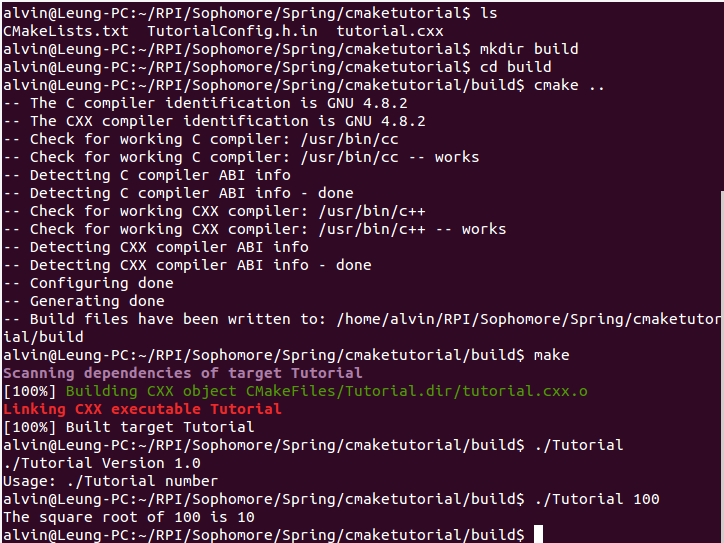 alvin@Leung-PC:~/RPI/Sophomore/Spring/cmaketutorial$ ls
CMakeLists.txt  TutorialConfig.h.in  tutorial.cxx
alvin@Leung-PC:~/RPI/Sophomore/Spring/cmaketutorial$ mkdir build
alvin@Leung-PC:~/RPI/Sophomore/Spring/cmaketutorial$ cd build
alvin@Leung-PC:~/RPI/Sophomore/Spring/cmaketutorial/build$ cmake ..
-- The C compiler identification is GNU 4.8.2
-- The CXX compiler identification is GNU 4.8.2
-- Check for working C compiler: /usr/bin/cc
-- Check for working C compiler: /usr/bin/cc -- works
-- Detecting C compiler ABI info
-- Detecting C compiler ABI info - done
-- Check for working CXX compiler: /usr/bin/c++
-- Check for working CXX compiler: /usr/bin/c++ -- works
-- Detecting CXX compiler ABI info
-- Detecting CXX compiler ABI info - done
-- Configuring done
-- Generating done
-- Build files have been written to: /home/alvin/RPI/Sophomore/Spring/cmaketutor
ial/build
alvin@Leung-PC:~/RPI/Sophomore/Spring/cmaketutorial/build$ make
Scanning dependencies of target Tutorial
[100%] Building CXX object CMakeFiles/Tutorial.dir/tutorial.cxx.o
Linking CXX executable Tutorial
[100%] Built target Tutorial
alvin@Leung-PC:~/RPI/Sophomore/Spring/cmaketutorial/build$ ./Tutorial
./Tutorial Version 1.0
Usage: ./Tutorial number
alvin@Leung-PC:~/RPI/Sophomore/Spring/cmaketutorial/build$ ./Tutorial 100
The square root of 100 is 10
alvin@Leung-PC:~/RPI/Sophomore/Spring/cmaketutorial/build$